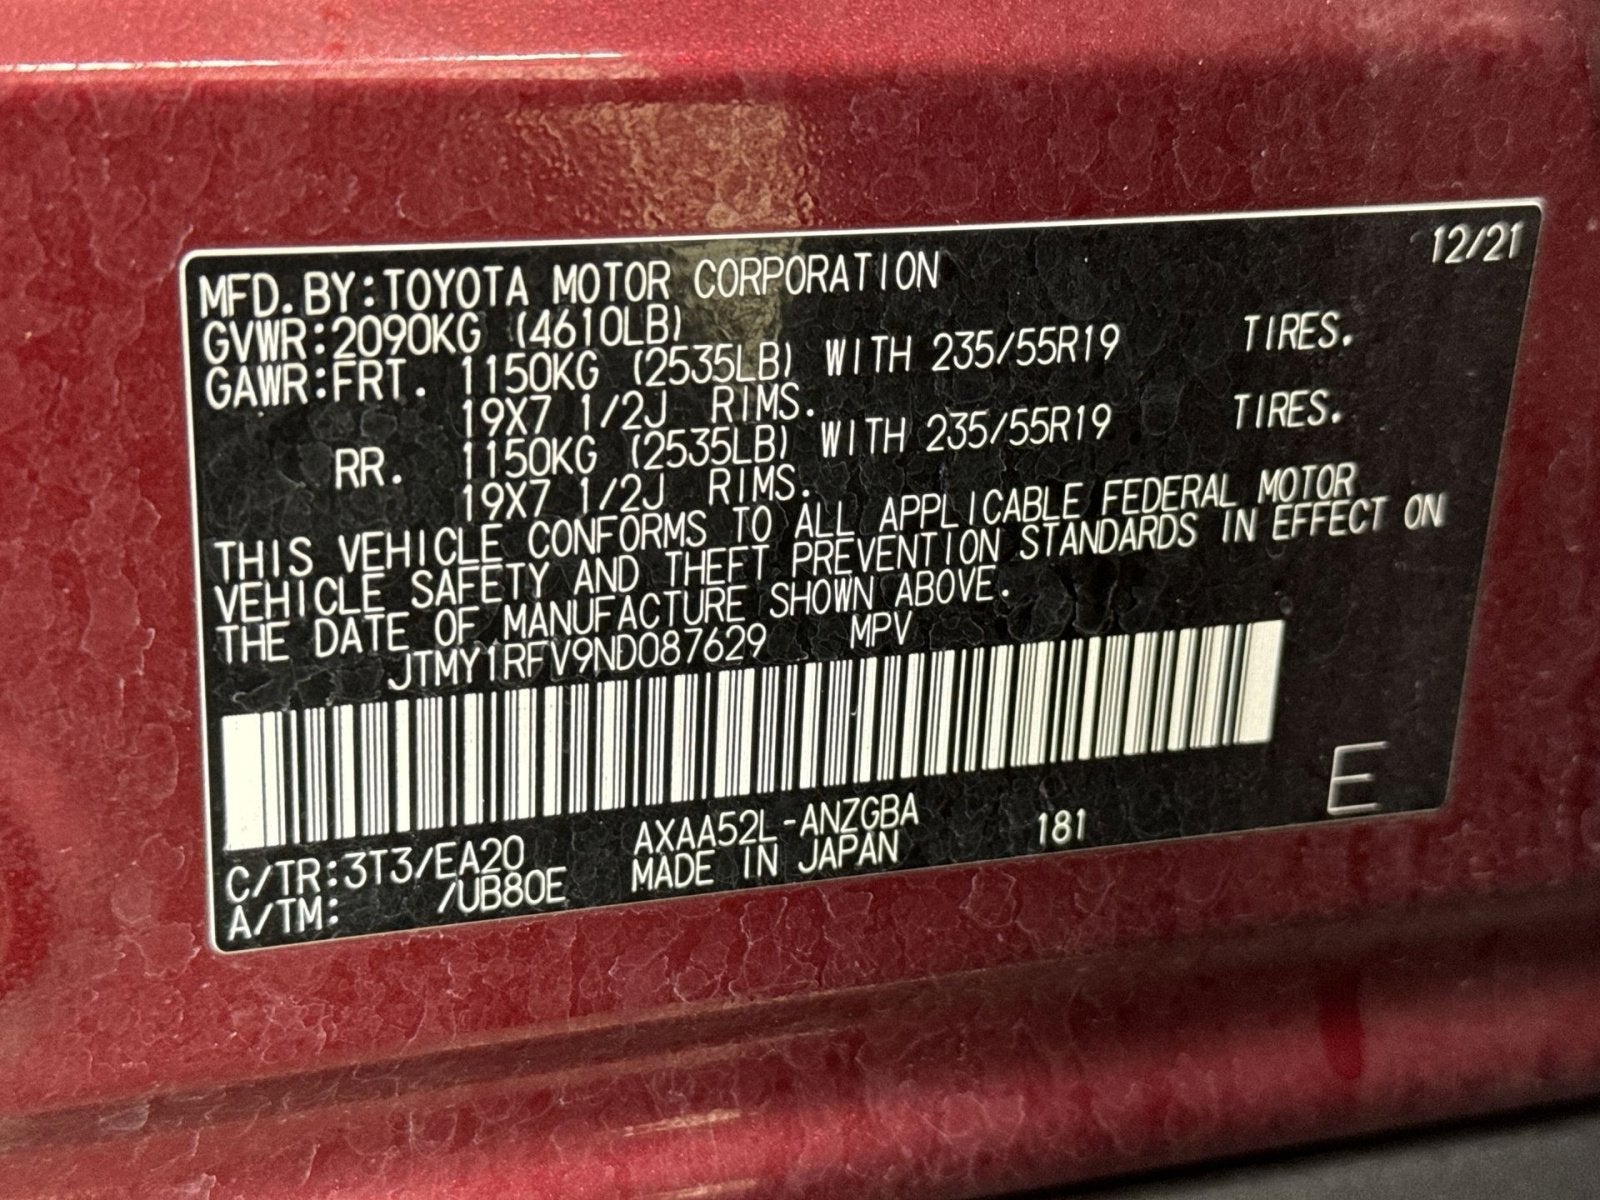 12/21
MFD.BY:TOYOTA MOTOR CORPORATION
GVWR:2090KG (4610LB)
GAWR:FRT. 1150KG (2535LB) WITH 235/55R19 TIRES.
19X7 1/2J RIMS.
RR. 1150KG (2535LB) WITH 235/55R19 TIRES.
19X7 1/2J RIMS.
THIS VEHICLE CONFORMS TO ALL APPLICABLE FEDERAL MOTOR
VEHICLE SAFETY AND THEFT PREVENTION STANDARDS IN EFFECT ON
THE DATE OF MANUFACTURE SHOWN ABOVE.
JTMY1RFV9ND087629 MPV
E
C/TR:3T3/EA20 AXAA52L-ANZGBA 181
A/TM: /UB80E MADE IN JAPAN